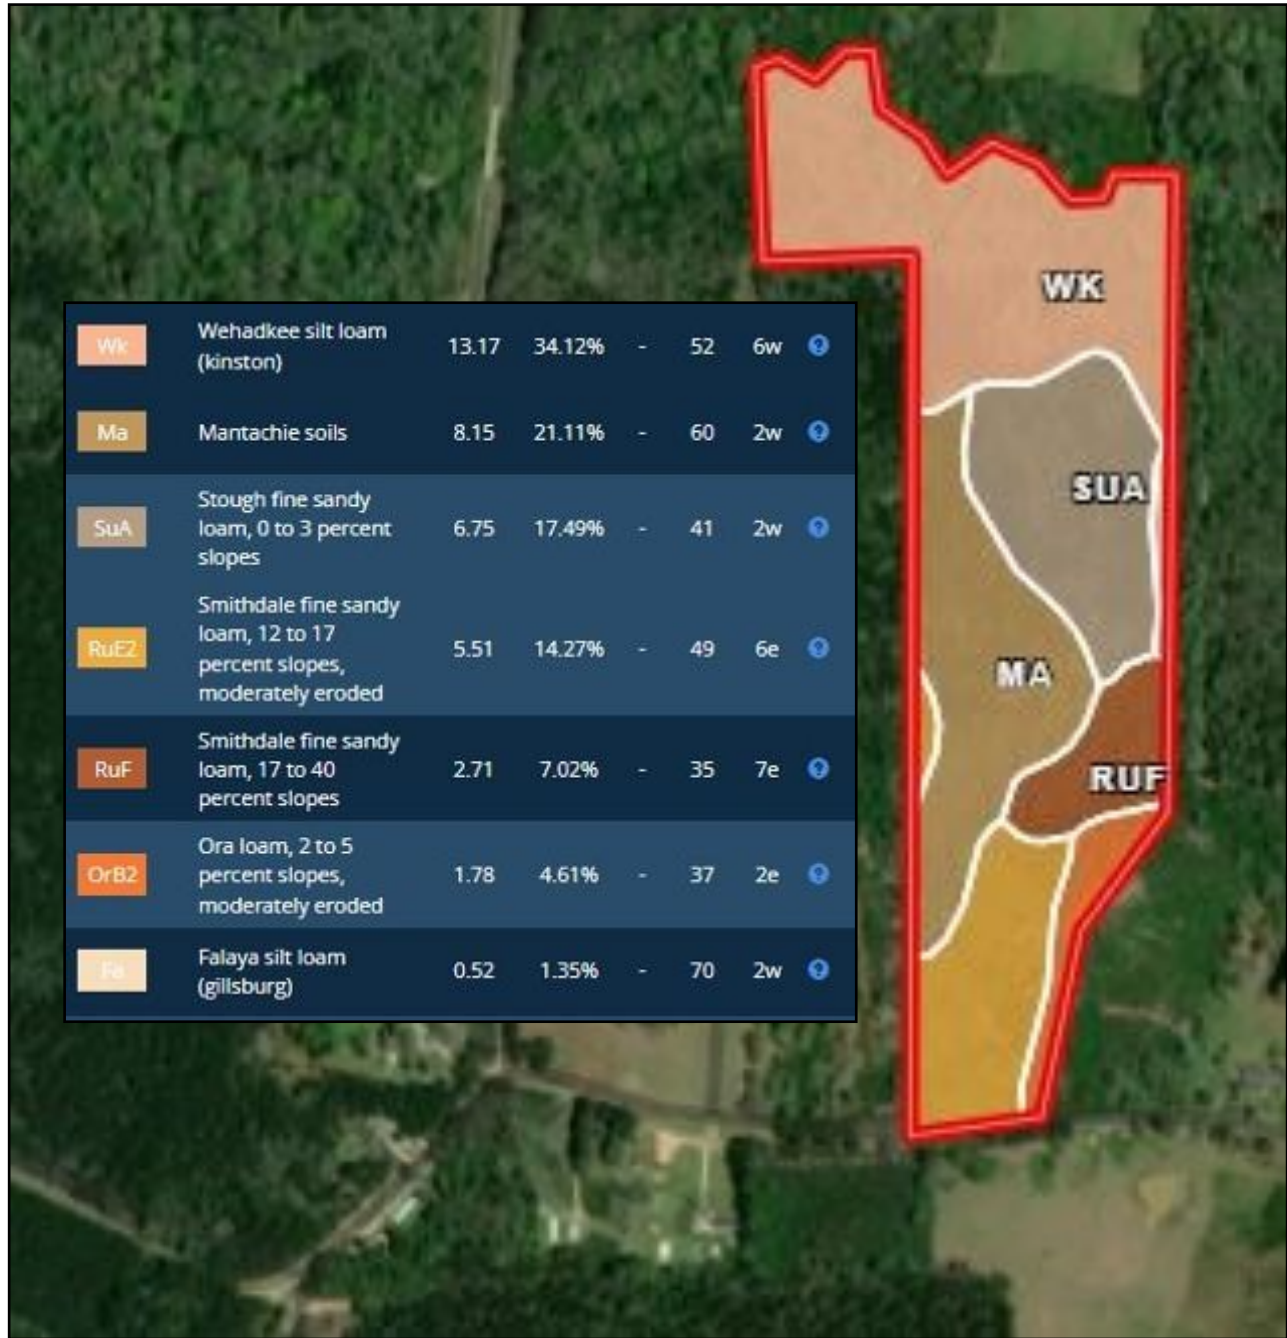 WK
Wk Wehadkee silt loam 13.17 34.12% - 52 6w ?
(kinston)
Ma Mantachie soils 8.15 21.11% - 60 2w ?
SUA
Stough fine sandy
SuA loam, 0 to 3 percent 6.75 17.49% - 41 2w ?
slopes
Smithdale fine sandy
loam, 12 to 17
RuE2 percent slopes, 5.51 14.27% - 49 6e ?
moderately eroded
MA
Smithdale fine sandy
RuF loam, 17 to 40 2.71 7.02% - 35 7e ?
percent slopes
RUF
Ora loam, 2 to 5
OrB2 percent slopes, 1.78 4.61% - 37 2e ?
moderately eroded
Fa Falaya silt loam 0.52 1.35% - 70 2w ?
(gillsburg)